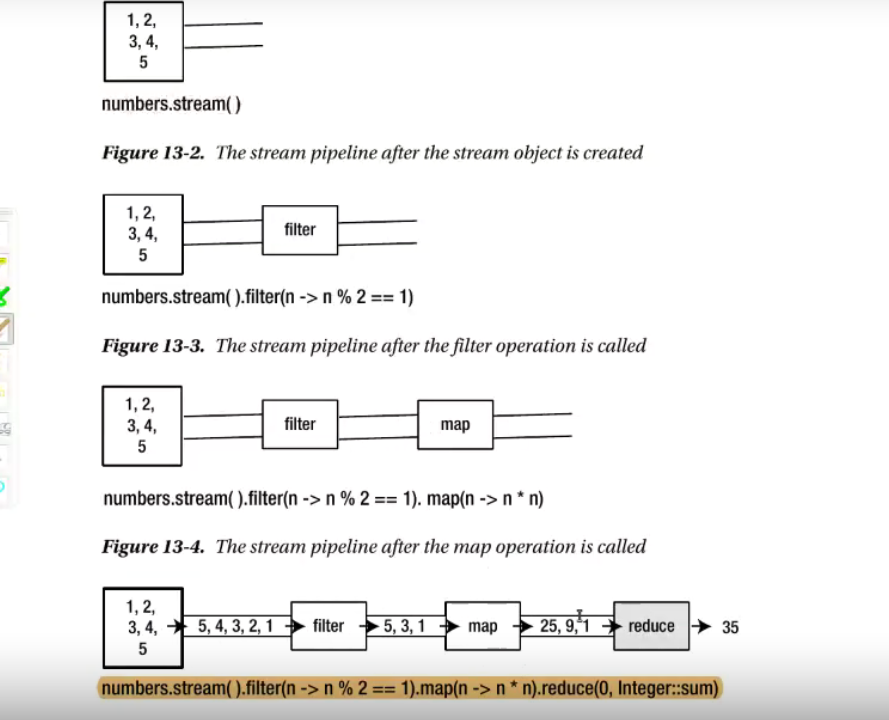 1, 2,
3, 4,
5
numbers.stream( )
Figure 13-2. The stream pipeline after the stream object is created
1, 2,
3, 4,
5
filter
numbers.stream( ).filter(n -> n % 2 == 1)
Figure 13-3. The stream pipeline after the filter operation is called
1, 2,
3, 4,
5
filter
map
numbers.stream( ).filter(n -> n % 2 == 1). map(n -> n * n)
Figure 13-4. The stream pipeline after the map operation is called
1, 2,
3, 4,
5
5, 4, 3, 2, 1
filter
5, 3, 1
map
25, 9, 1
reduce
35
numbers.stream( ).filter(n -> n % 2 == 1).map(n -> n * n).reduce(0, Integer::sum)